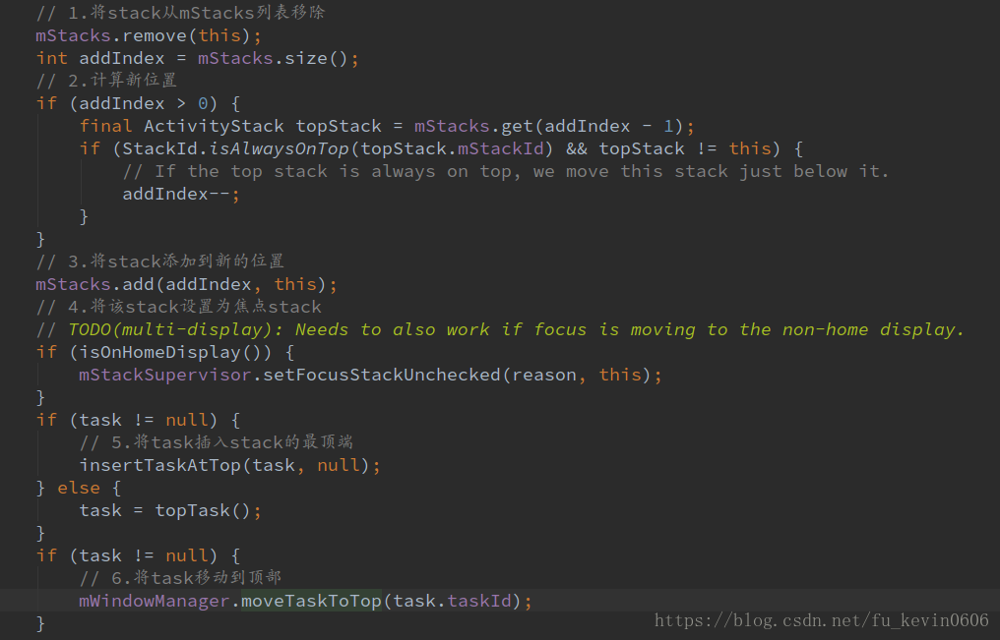 // 1.将stack从mStacks列表移除
mStacks.remove(this);
int addIndex = mStacks.size();
// 2.计算新位置
if (addIndex > 0) {
    final ActivityStack topStack = mStacks.get(addIndex - 1);
    if (StackId.isAlwaysOnTop(topStack.mStackId) && topStack != this) {
        // If the top stack is always on top, we move this stack just below it.
        addIndex--;
    }
}
// 3.将stack添加到新的位置
mStacks.add(addIndex, this);
// 4.将该stack设置为焦点stack
// TODO(multi-display): Needs to also work if focus is moving to the non-home display.
if (isOnHomeDisplay()) {
    mStackSupervisor.setFocusStackUnchecked(reason, this);
}
if (task != null) {
    // 5.将task插入stack的最顶端
    insertTaskAtTop(task, null);
} else {
    task = topTask();
}
if (task != null) {
    // 6.将task移动到顶部
    mWindowManager.moveTaskToTop(task.taskId);
}
https://blog.csdn.net/fu_kevin0606